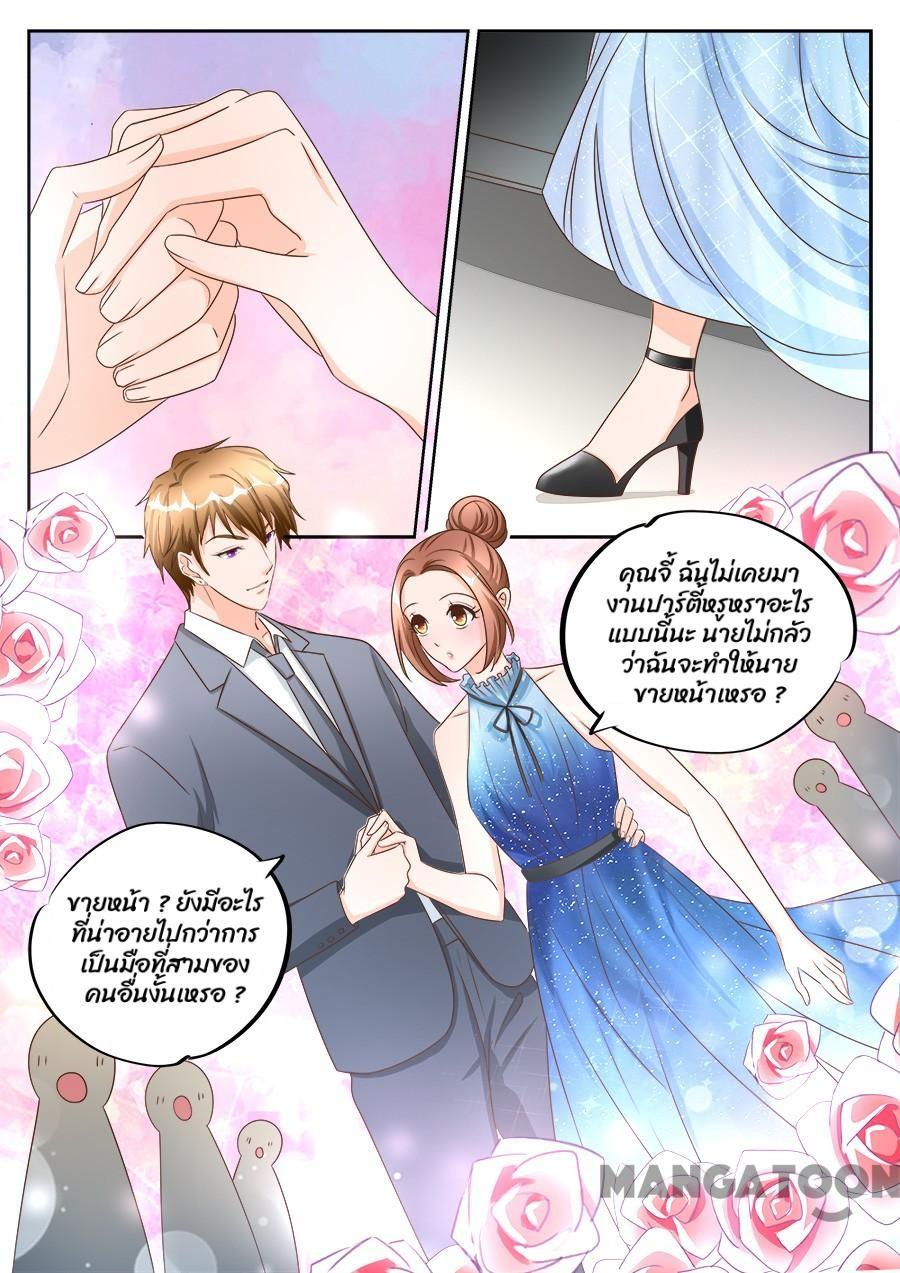 คุณจี้ ฉันไม่เคยมา
งานปาร์ตี้หรูหราอะไร
แบบนี้นะ นายไม่กลัว
ว่าฉันจะทำให้นาย
ขายหน้าเหรอ ?
ขายหน้า ? ยังมีอะไร
ที่น่าอายไปกว่าการ
เป็นมือที่สามของ
คนอื่นงั้นเหรอ ?
MANGATOON